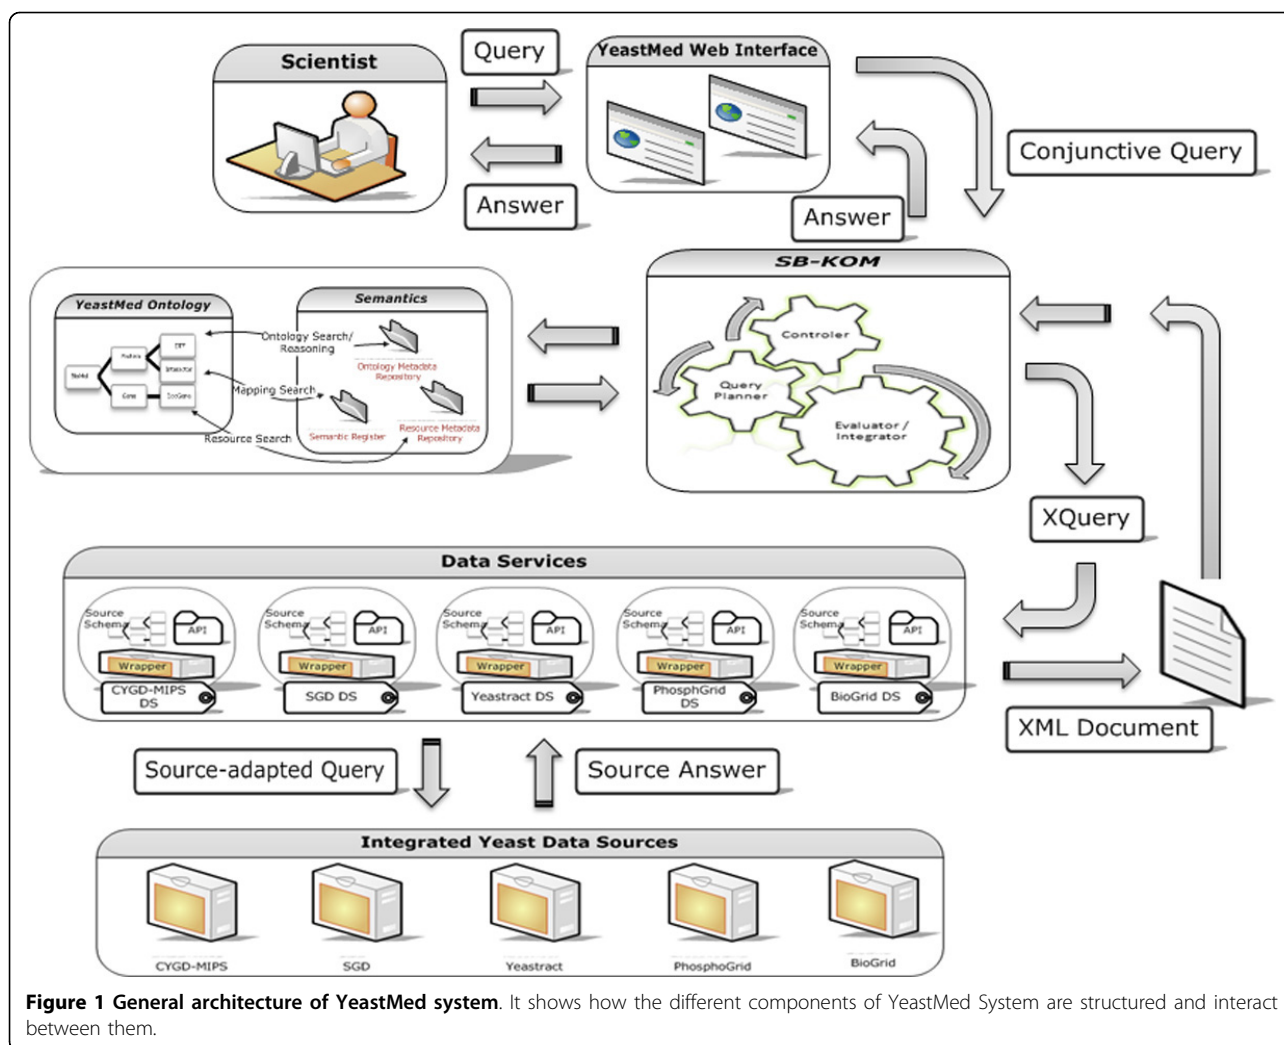 Scientist
Query
Answer
YeastMed Web Interface
Conjunctive Query
Answer
YeastMed Ontology
Protein
Gene
Semantics
Ontology Search/
Reasoning
Ontology Metadata
Repository
Mapping Search
Semantic Register
Resource Metadata
Repository
Resource Search
SB-KOM
Controler
Query
Planner
Evaluator /
Integrator
XQuery
Data Services
Source
Schema
API
Wrapper
CYGD-MIPS
DS
Source
Schema
API
Wrapper
SGD DS
Source
Schema
API
Wrapper
Yeastract DS
Source
Schema
API
Wrapper
PhosphGrid
DS
Source
Schema
API
Wrapper
BioGrid DS
XML Document
Source-adapted Query
Source Answer
Integrated Yeast Data Sources
CYGD-MIPS
SGD
Yeastract
PhosphoGrid
BioGrid
Figure 1 General architecture of YeastMed system. It shows how the different components of YeastMed System are structured and interact
between them.